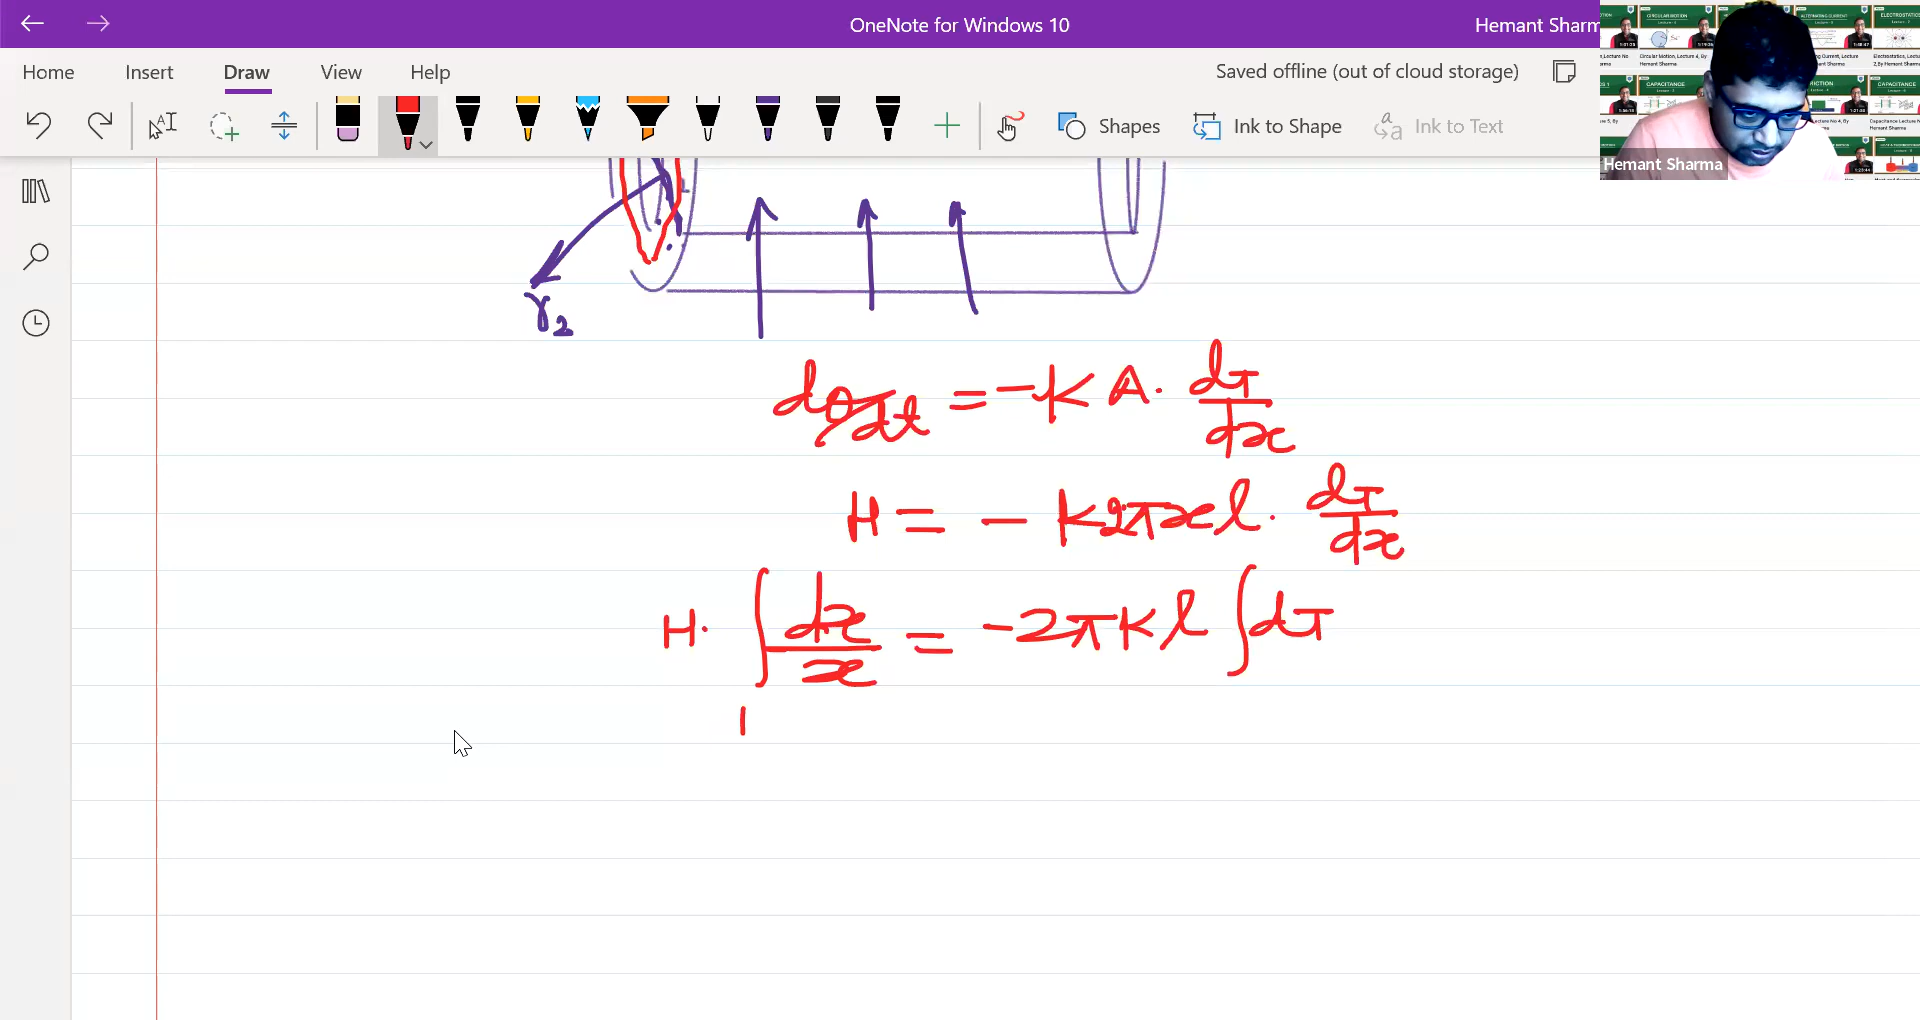 OneNote for Windows 10
Hemant Sharm
Home Insert Draw View Help
Saved offline (out of cloud storage)
Shapes Ink to Shape Ink to Text
Hemant Sharma
r₂
dQ/dt = -KA. dT/dx
H = - K2πxl. dT/dx
H. ∫ dx/x = -2πKl ∫dT